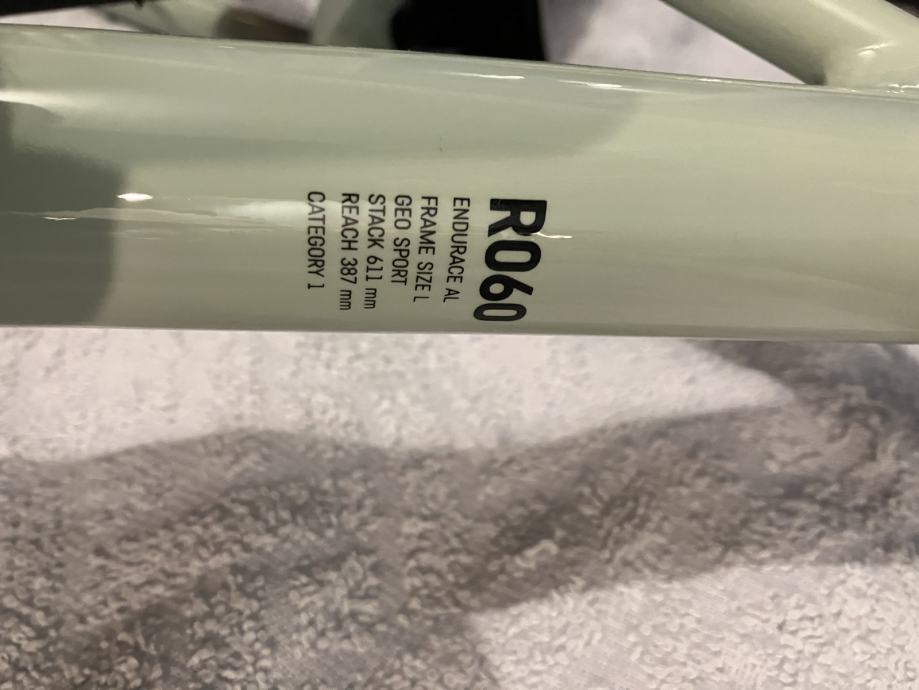 R060
ENDURACE AL
FRAME SIZE L
GEO SPORT
STACK 611 mm
REACH 387 mm
CATEGORY 1